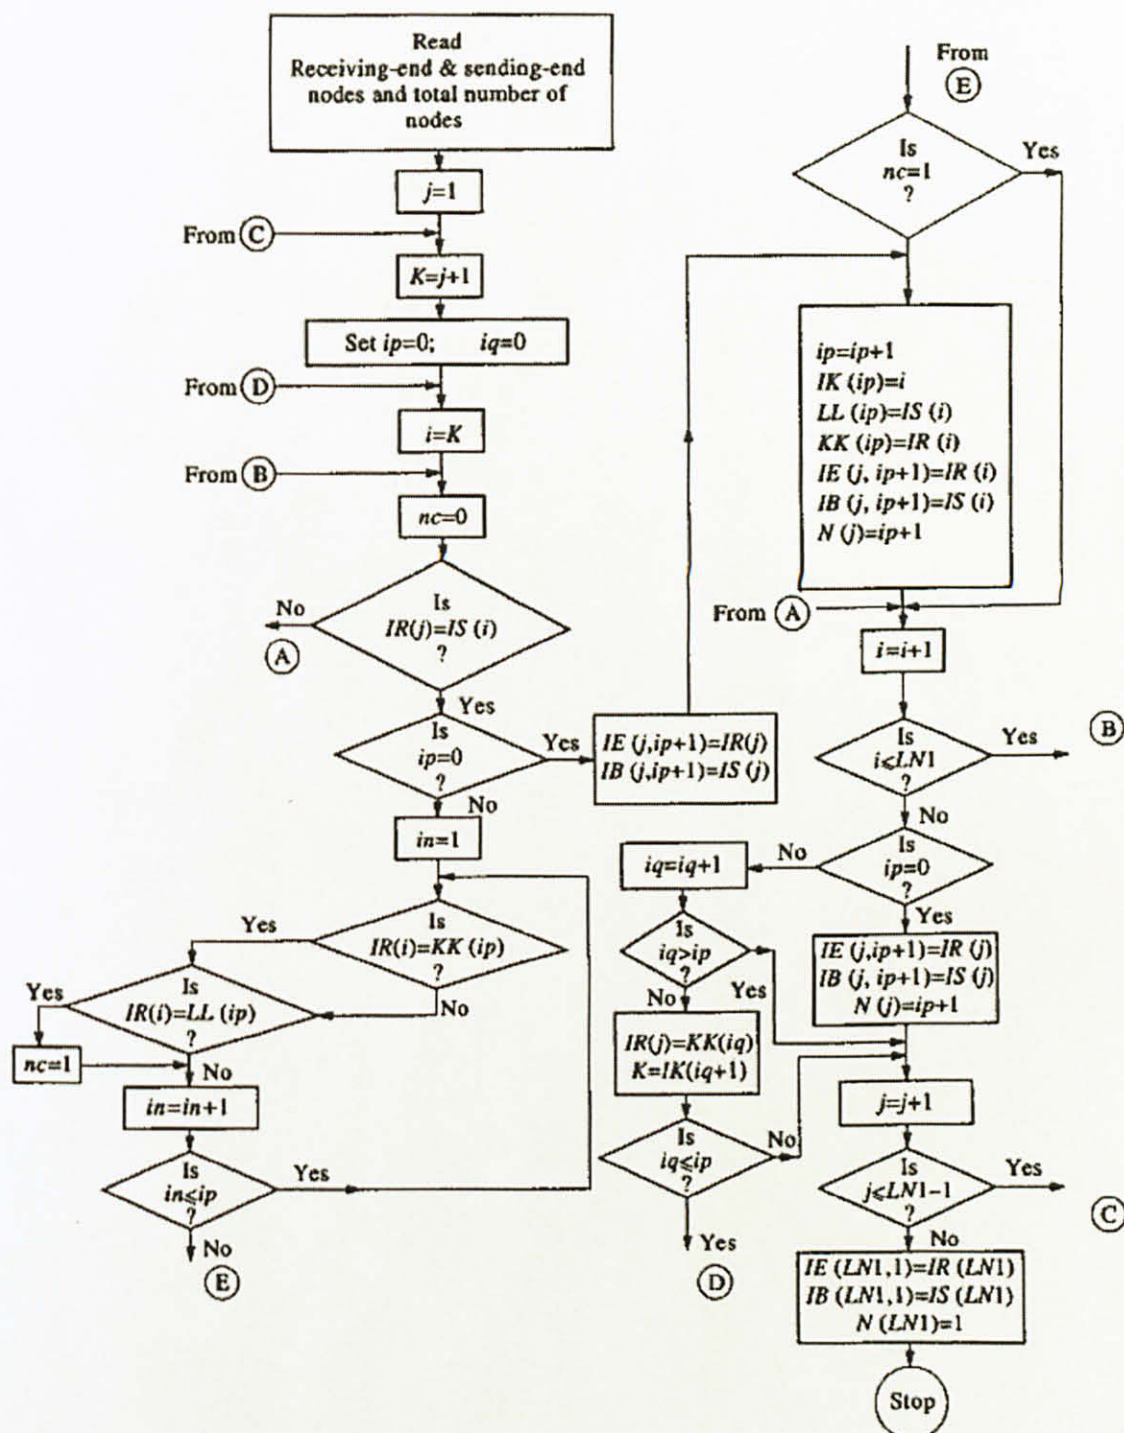 Read
Receiving-end & sending-end
nodes and total number of
nodes
j=1
From C
K=j+1
Set ip=0; iq=0
From D
i=K
From B
nc=0
Is
IR(j)=IS (i)
?
No
A
Yes
Is
ip=0
?
Yes
IE (j,ip+1)=IR(j)
IB (j,ip+1)=IS(j)
No
in=1
Is
IR(i)=KK (ip)
?
Yes
No
Is
IR(i)=LL (ip)
?
Yes
nc=1
No
in=in+1
Is
in⩽ip
?
Yes
No
E
From
E
Is
nc=1
?
Yes
ip=ip+1
IK (ip)=i
LL (ip)=IS (i)
KK (ip)=IR (i)
IE (j, ip+1)=IR (i)
IB (j, ip+1)=IS (i)
N (j)=ip+1
From A
i=i+1
Is
i⩽LN1
?
Yes
B
No
Is
ip=0
?
No
iq=iq+1
Is
iq>ip
?
Yes
No
IR(j)=KK(iq)
K=IK(iq+1)
Is
iq⩽ip
?
No
Yes
D
Yes
IE (j,ip+1)=IR (j)
IB (j, ip+1)=IS (j)
N (j)=ip+1
j=j+1
Is
j⩽LN1-1
?
Yes
C
No
IE (LN1,1)=IR (LN1)
IB (LN1,1)=IS (LN1)
N (LN1)=1
Stop